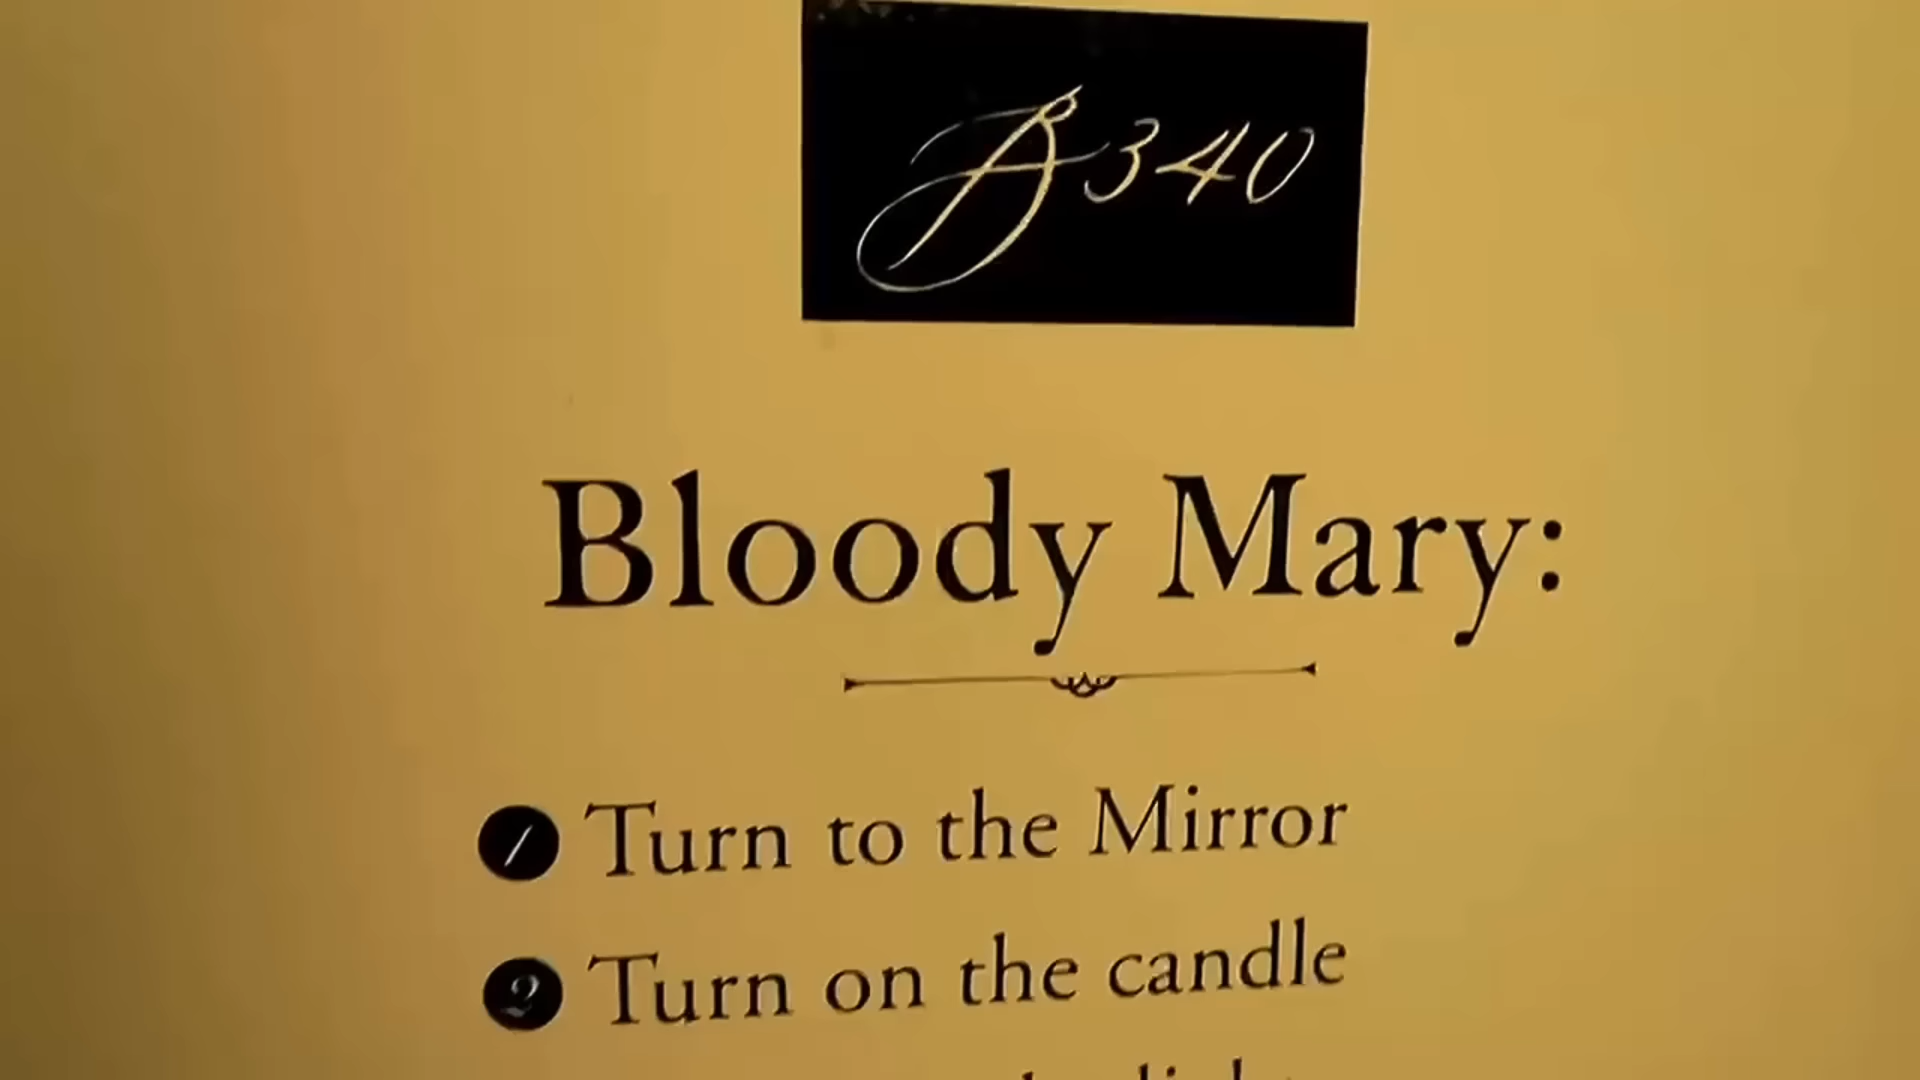 B340
Bloody Mary:
1 Turn to the Mirror
2 Turn on the candle